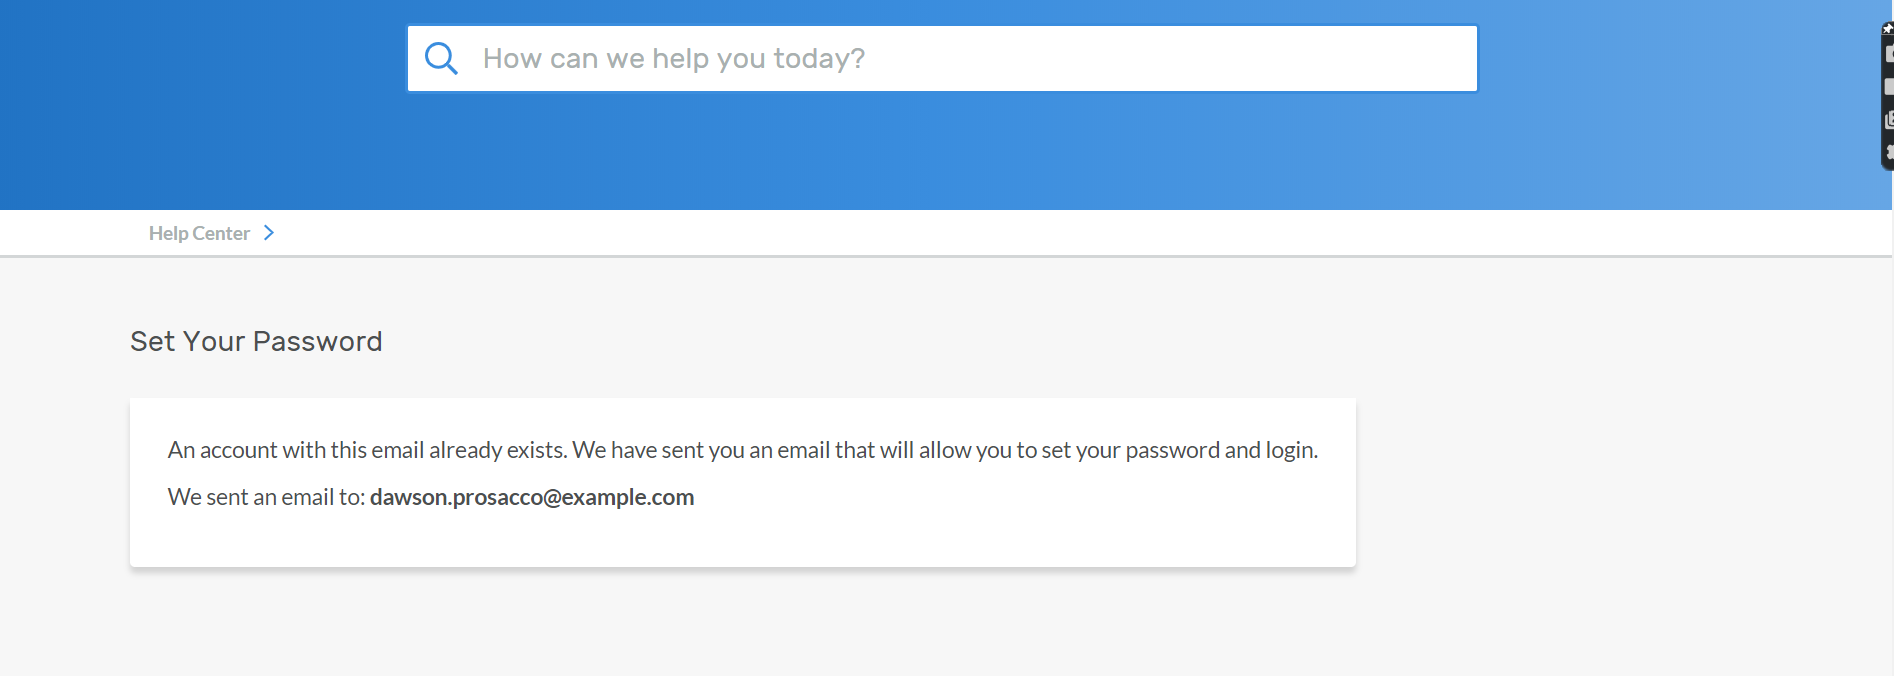 How can we help you today?
Help Center
Set Your Password
An account with this email already exists. We have sent you an email that will allow you to set your password and login.
We sent an email to: dawson.prosacco@example.com